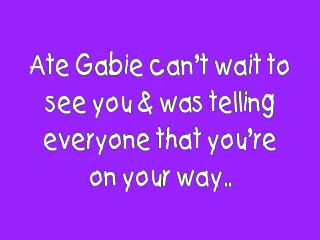 Ate Gabie can't wait to
see you & was telling
everyone that you're
on your way..